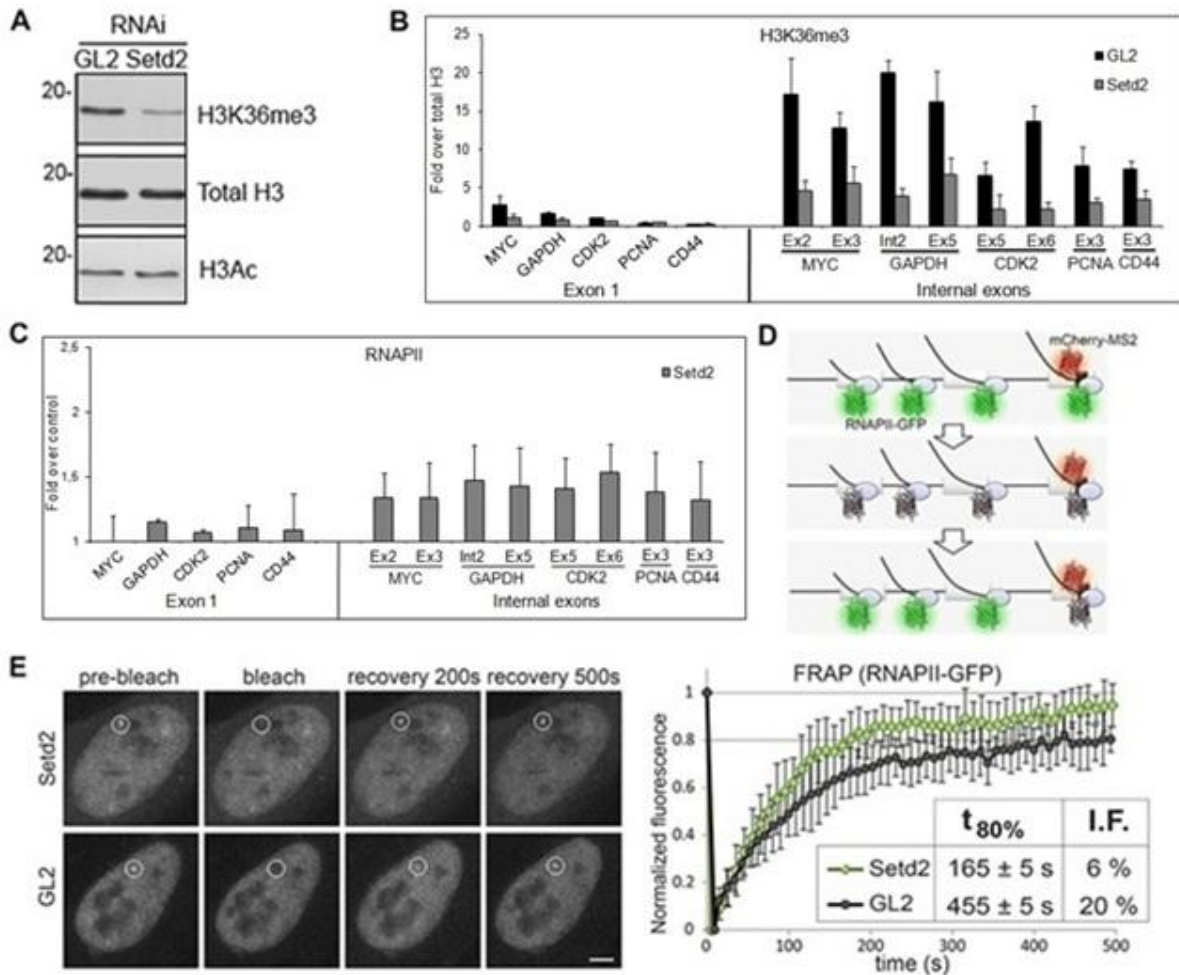 A
RNAi
GL2 Setd2
20-
H3K36me3
20-
Total H3
20-
H3Ac
B
H3K36me3
GL2
Setd2
Fold over total H3
25
20
15
10
5
0
MYC GAPDH CDK2 PCNA CD44
Exon 1
Ex2 Ex3 Int2 Ex5 Ex5 Ex6 Ex3 Ex3
MYC GAPDH CDK2 PCNA CD44
Internal exons
C
RNAPII
Setd2
Fold over control
2,5
2
1,5
1
MYC GAPDH CDK2 PCNA CD44
Exon 1
Ex2 Ex3 Int2 Ex5 Ex5 Ex6 Ex3 Ex3
MYC GAPDH CDK2 PCNA CD44
Internal exons
D
mCherry-MS2
RNAPII-GFP
E
pre-bleach bleach recovery 200s recovery 500s
Setd2
GL2
FRAP (RNAPII-GFP)
Normalized fluorescence
1
0.8
0.6
0.4
0.2
0
0 100 200 300 400 500
time (s)
t80% I.F.
Setd2 165 ± 5 s 6 %
GL2 455 ± 5 s 20 %